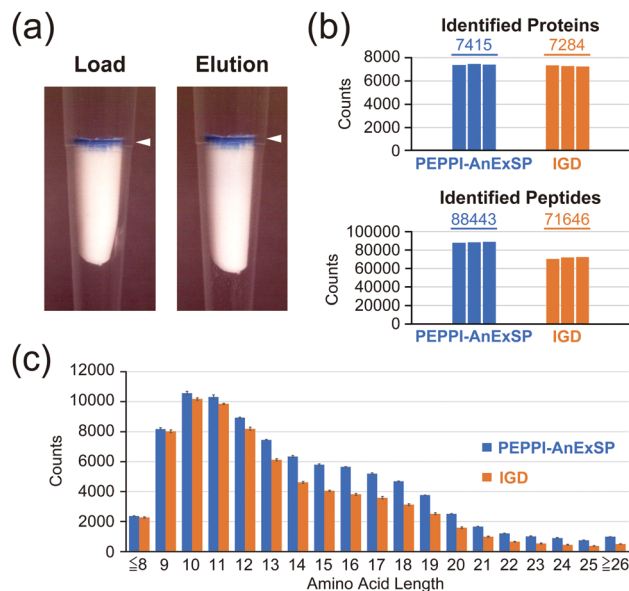 (a)
Load Elution
(b)
Identified Proteins
7415 7284
8000
6000
4000
2000
0
Counts
PEPPI-AnExSP IGD
Identified Peptides
88443 71646
100000
80000
60000
40000
20000
0
Counts
PEPPI-AnExSP IGD
(c)
12000
10000
8000
6000
4000
2000
0
Counts
PEPPI-AnExSP
IGD
≦8 9 10 11 12 13 14 15 16 17 18 19 20 21 22 23 24 25 ≧26
Amino Acid Length